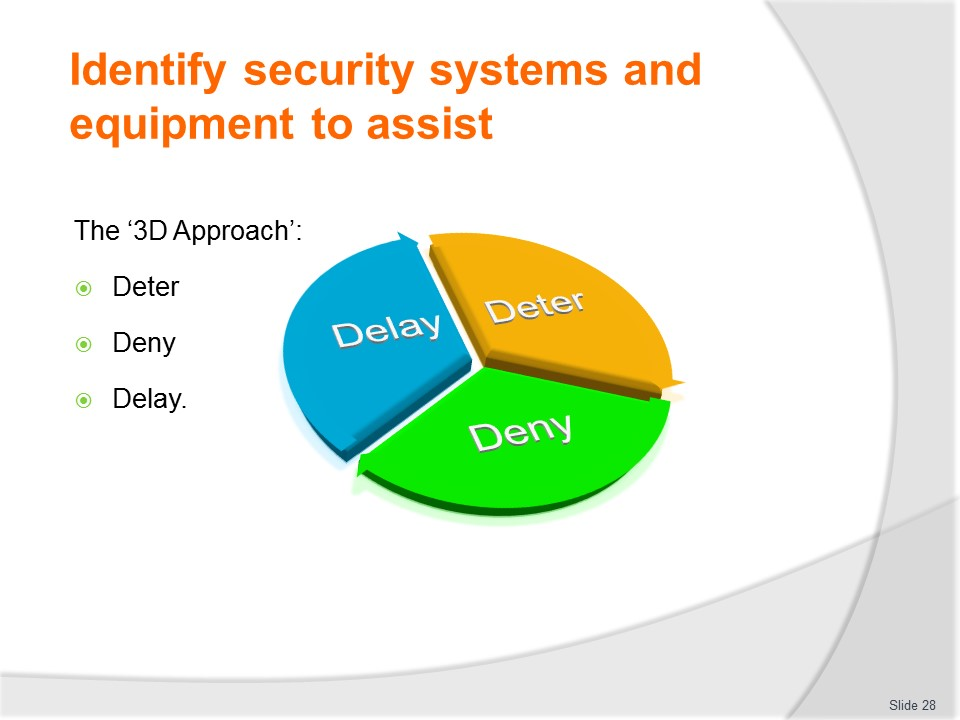 Identify security systems and
equipment to assist
The ‘3D Approach’:
Deter
Deny
Delay.
Delay
Deter
Deny
Slide 28